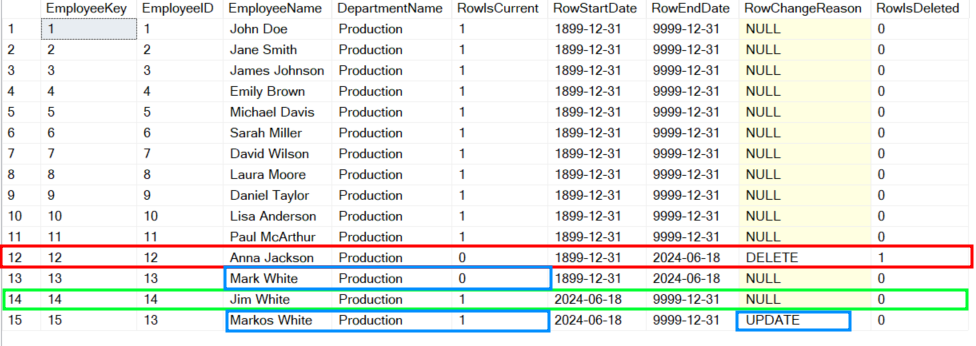 EmployeeKey EmployeeID EmployeeName DepartmentName RowIsCurrent RowStartDate RowEndDate RowChangeReason RowIsDeleted
1 1 1 John Doe Production 1 1899-12-31 9999-12-31 NULL 0
2 2 2 Jane Smith Production 1 1899-12-31 9999-12-31 NULL 0
3 3 3 James Johnson Production 1 1899-12-31 9999-12-31 NULL 0
4 4 4 Emily Brown Production 1 1899-12-31 9999-12-31 NULL 0
5 5 5 Michael Davis Production 1 1899-12-31 9999-12-31 NULL 0
6 6 6 Sarah Miller Production 1 1899-12-31 9999-12-31 NULL 0
7 7 7 David Wilson Production 1 1899-12-31 9999-12-31 NULL 0
8 8 8 Laura Moore Production 1 1899-12-31 9999-12-31 NULL 0
9 9 9 Daniel Taylor Production 1 1899-12-31 9999-12-31 NULL 0
10 10 10 Lisa Anderson Production 1 1899-12-31 9999-12-31 NULL 0
11 11 11 Paul McArthur Production 1 1899-12-31 9999-12-31 NULL 0
12 12 12 Anna Jackson Production 0 1899-12-31 2024-06-18 DELETE 1
13 13 13 Mark White Production 0 1899-12-31 2024-06-18 NULL 0
14 14 14 Jim White Production 1 2024-06-18 9999-12-31 NULL 0
15 15 13 Markos White Production 1 2024-06-18 9999-12-31 UPDATE 0